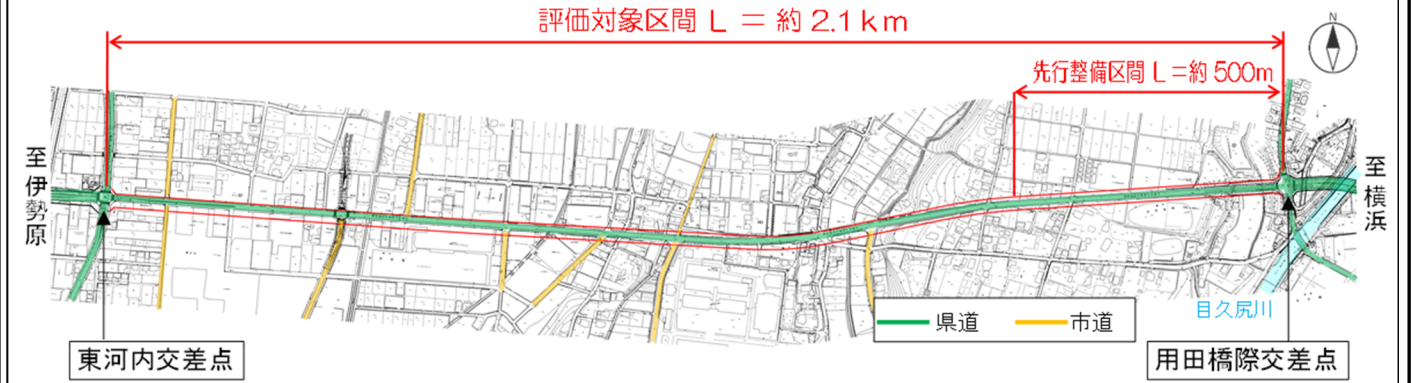 評価対象区間 L = 約 2.1 km
N
先行整備区間 L=約 500m
至伊勢原
至横浜
目久尻川
県道
市道
東河内交差点
用田橋際交差点